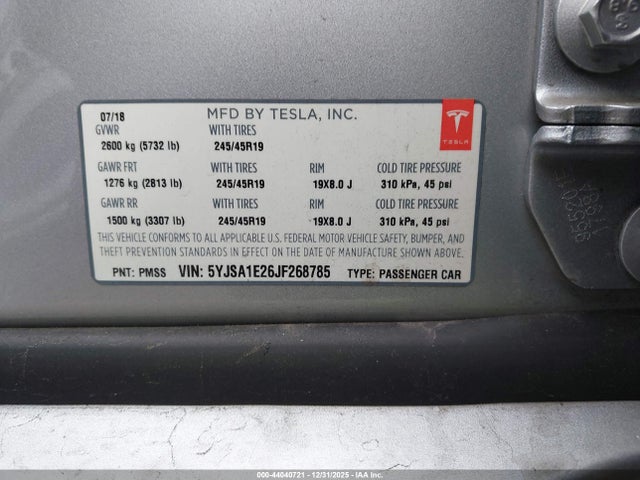 07/18 MFD BY TESLA, INC.
GVWR WITH TIRES
2600 kg (5732 lb) 245/45R19
TESLA
GAWR FRT WITH TIRES RIM COLD TIRE PRESSURE
1276 kg (2813 lb) 245/45R19 19X8.0 J 310 kPa, 45 psi
GAWR RR WITH TIRES RIM COLD TIRE PRESSURE
1500 kg (3307 lb) 245/45R19 19X8.0 J 310 kPa, 45 psi
THIS VEHICLE CONFORMS TO ALL APPLICABLE U.S. FEDERAL MOTOR VEHICLE SAFETY, BUMPER, AND
THEFT PREVENTION STANDARDS IN EFFECT ON THE DATE OF MANUFACTURE SHOWN ABOVE.
PNT: PMSS VIN: 5YJSA1E26JF268785 TYPE: PASSENGER CAR
000-44040721 - 12/31/2025 - IAA Inc.